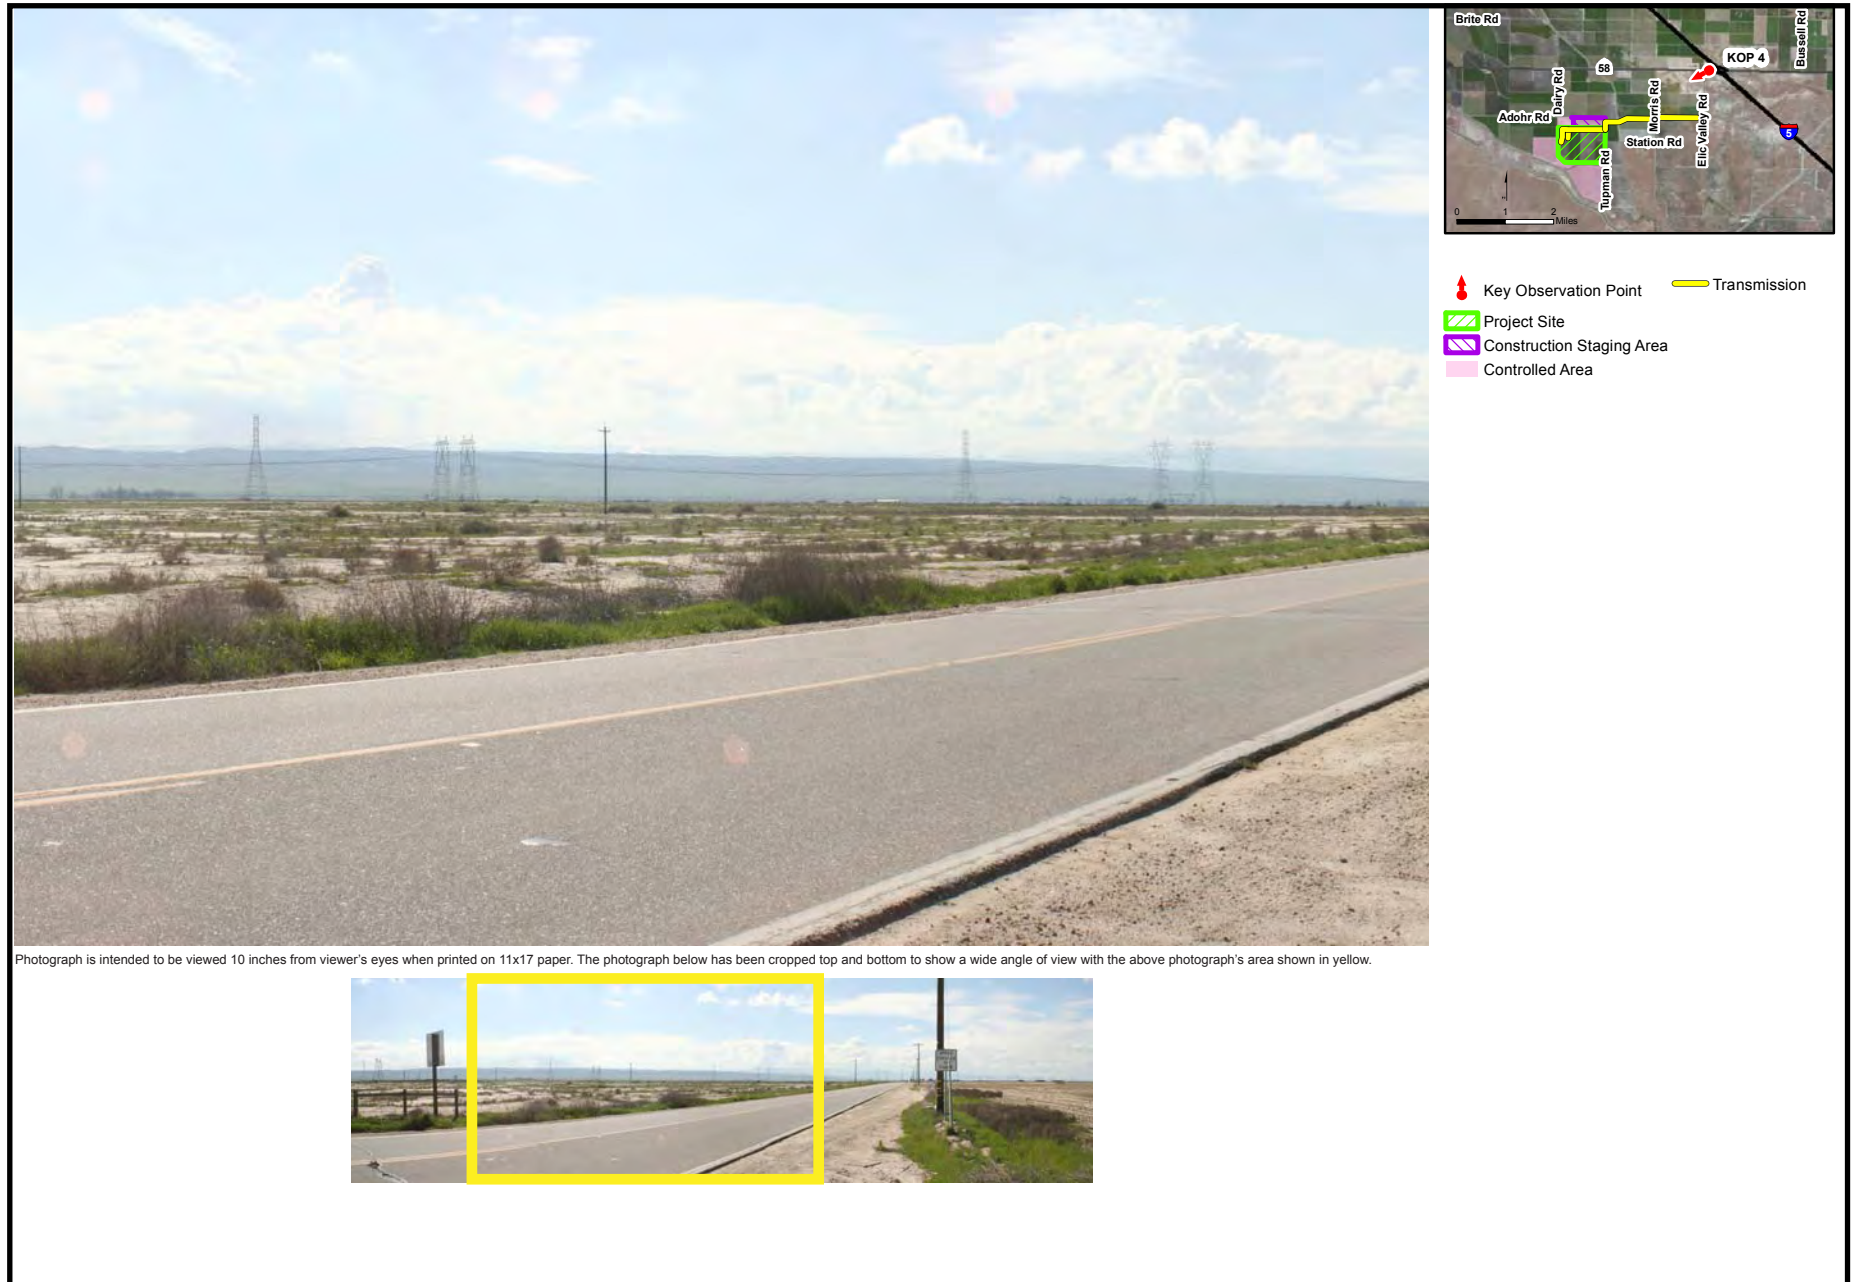 Brite Rd
Bussell Rd
KOP 4
58
Dairy Rd
Morris Rd
Adohr Rd
Elic Valley Rd
5
Station Rd
Tupman Rd
0 1 2
Miles
Key Observation Point
Transmission
Project Site
Construction Staging Area
Controlled Area
Photograph is intended to be viewed 10 inches from viewer's eyes when printed on 11x17 paper. The photograph below has been cropped top and bottom to show a wide angle of view with the above photograph's area shown in yellow.